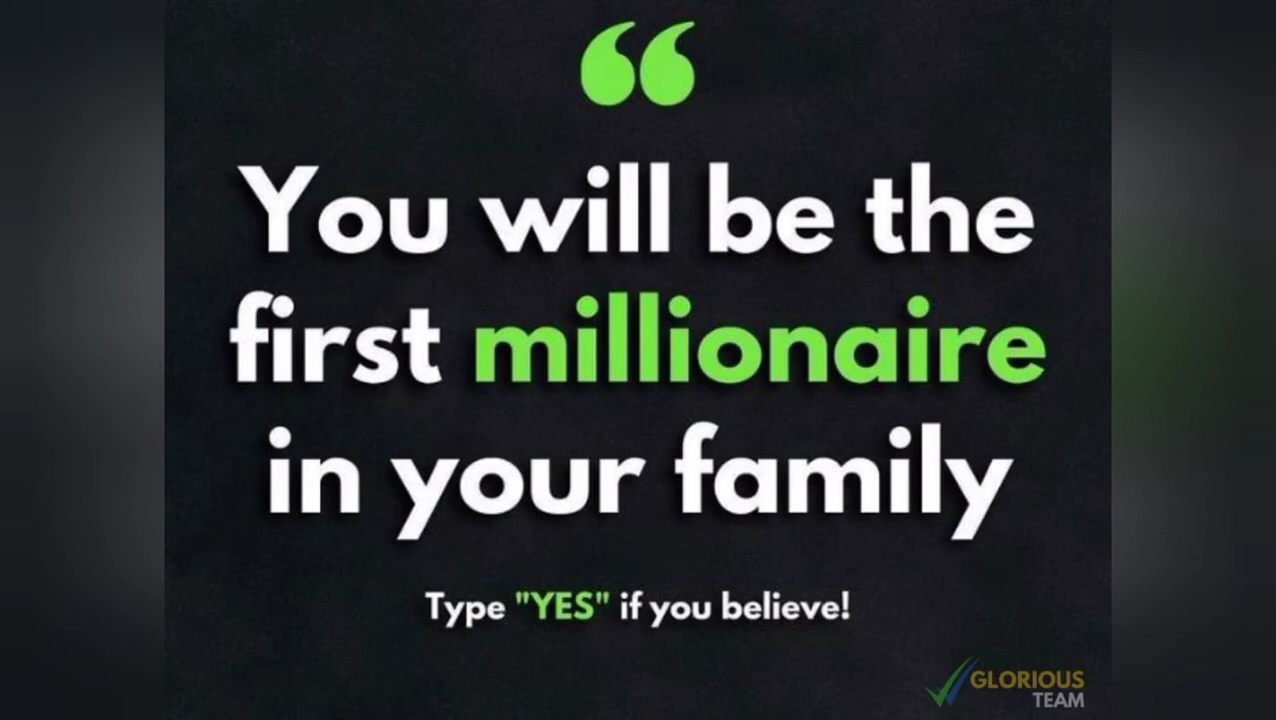 “
You will be the
first millionaire
in your family
Type "YES" if you believe!
GLORIOUS
TEAM